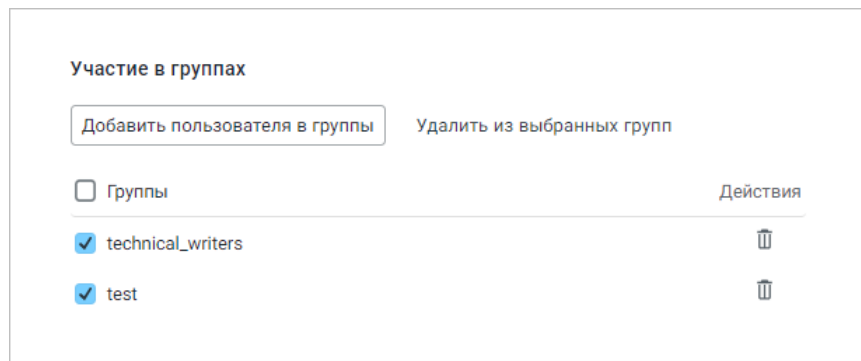 Участие в группах
Добавить пользователя в группы Удалить из выбранных групп
Группы Действия
technical_writers
test